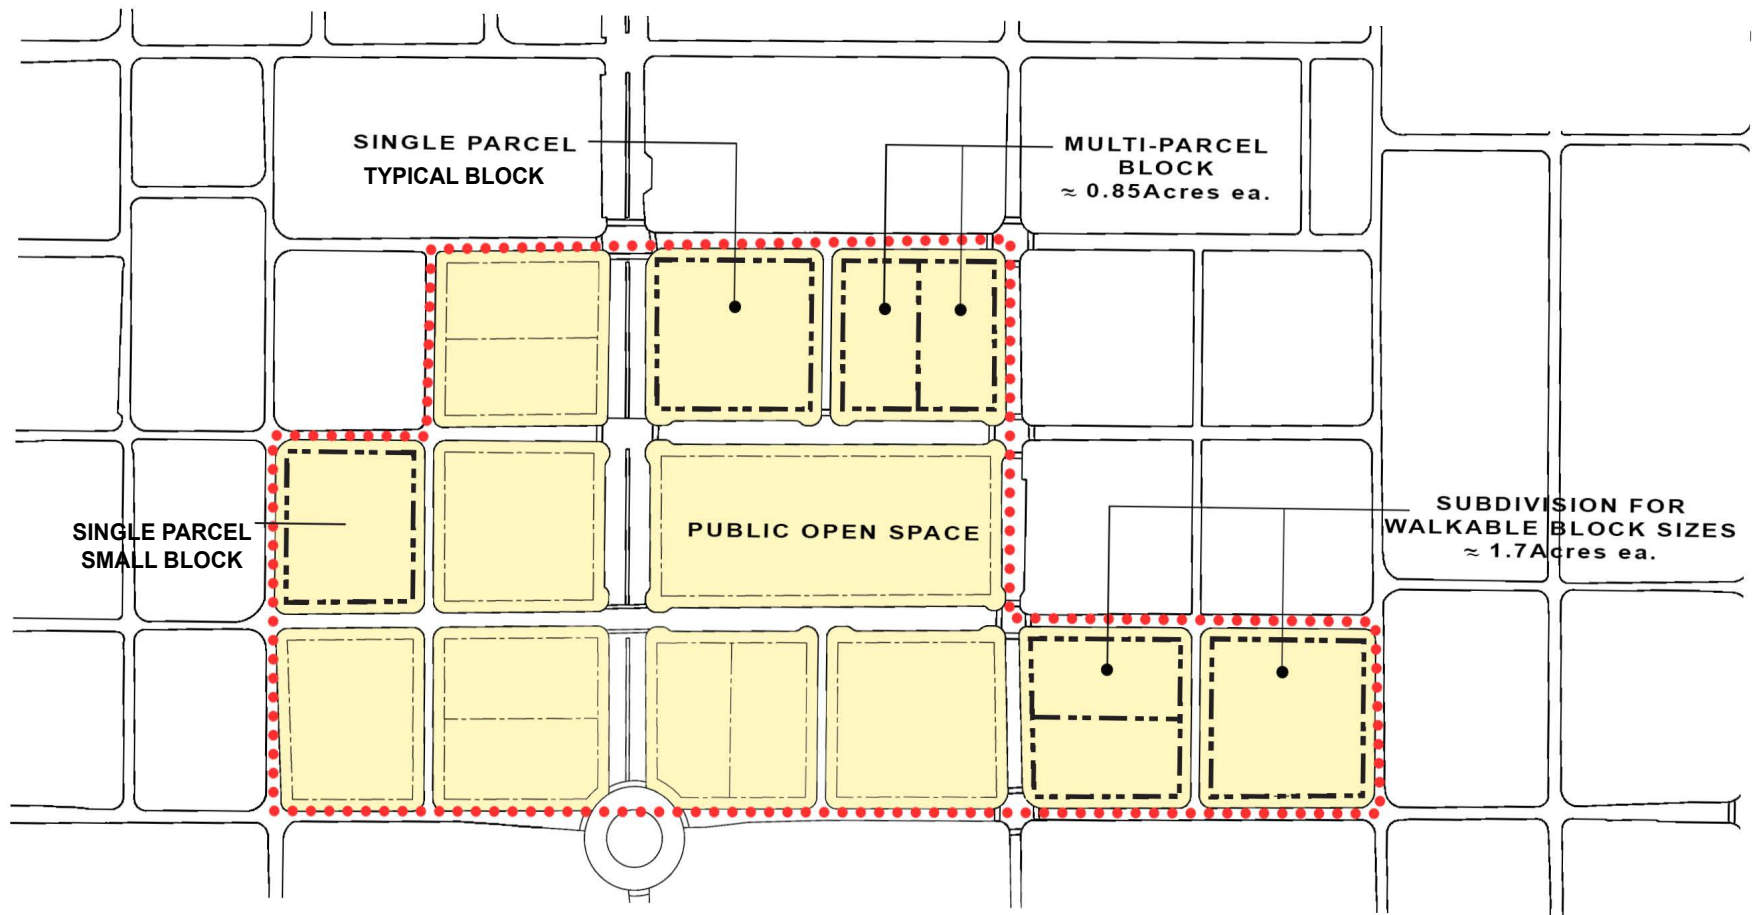 SINGLE PARCEL
TYPICAL BLOCK
MULTI-PARCEL
BLOCK
≈ 0.85Acres ea.
SINGLE PARCEL
SMALL BLOCK
PUBLIC OPEN SPACE
SUBDIVISION FOR
WALKABLE BLOCK SIZES
≈ 1.7Acres ea.